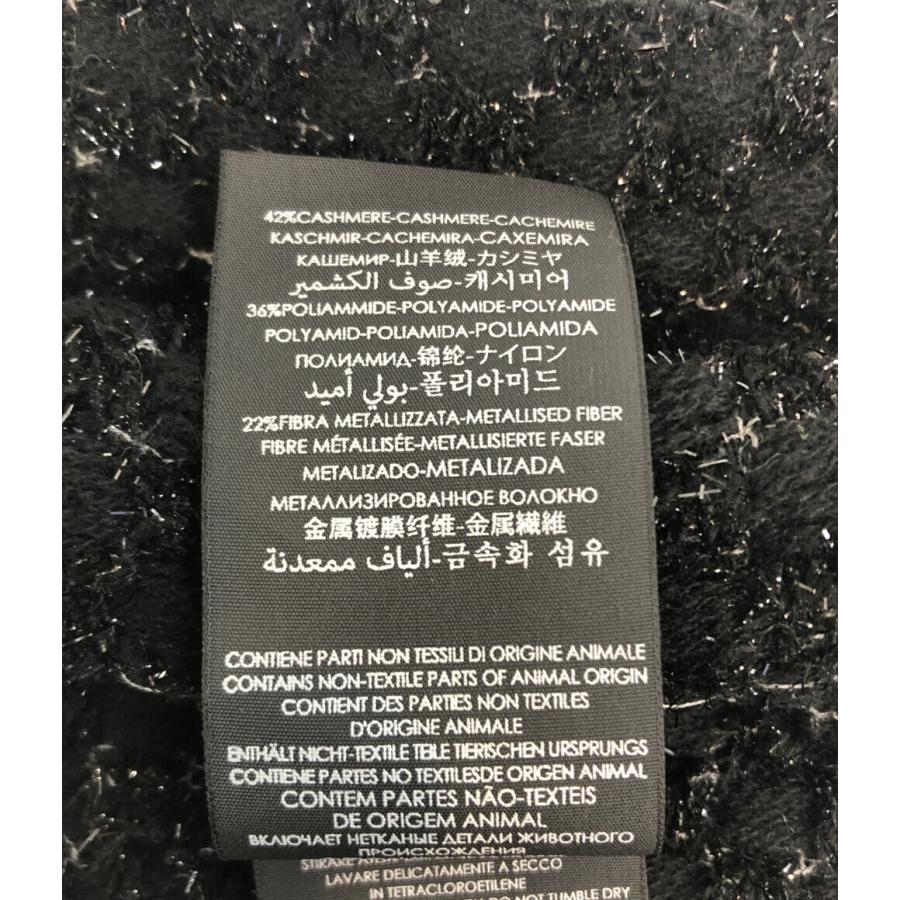 42%CASHMERE-CASHMERE-CACHEMIRE
KASCHMIR-CACHEMIRA-CAXEMIRA
КАШЕМИР-山羊绒-カシミヤ
صوف الكشمير-캐시미어
36%POLIAMMIDE-POLYAMIDE-POLYAMIDE
POLYAMID-POLIAMIDA-POLIAMIDA
ПОЛИАМИД-锦纶-ナイロン
بولي أميد-폴리아미드
22%FIBRA METALLIZZATA-METALLISED FIBER
FIBRE MÉTALLISÉE-METALLISIERTE FASER
METALIZADO-METALIZADA
МЕТАЛЛИЗИРОВАННОЕ ВОЛОКНО
金属镀膜纤维-金属繊維
ألياف ممعدنة-금속화 섬유
CONTIENE PARTI NON TESSILI DI ORIGINE ANIMALE
CONTAINS NON-TEXTILE PARTS OF ANIMAL ORIGIN
CONTIENT DES PARTIES NON TEXTILES
D'ORIGINE ANIMALE
ENTHÄLT NICHT-TEXTILE TEILE TIERISCHEN URSPRUNGS
CONTIENE PARTES NO TEXTILESDE ORIGEN ANIMAL
CONTEM PARTES NÃO-TEXTEIS
DE ORIGEM ANIMAL
ВКЛЮЧАЕТ НЕТКАНЫЕ ДЕТАЛИ ЖИВОТНОГО
ПРОИСХОЖДЕНИЯ
LAVARE DELICATAMENTE A SECCO
IN TETRACLOROETILENE
DO NOT TUMBLE DRY